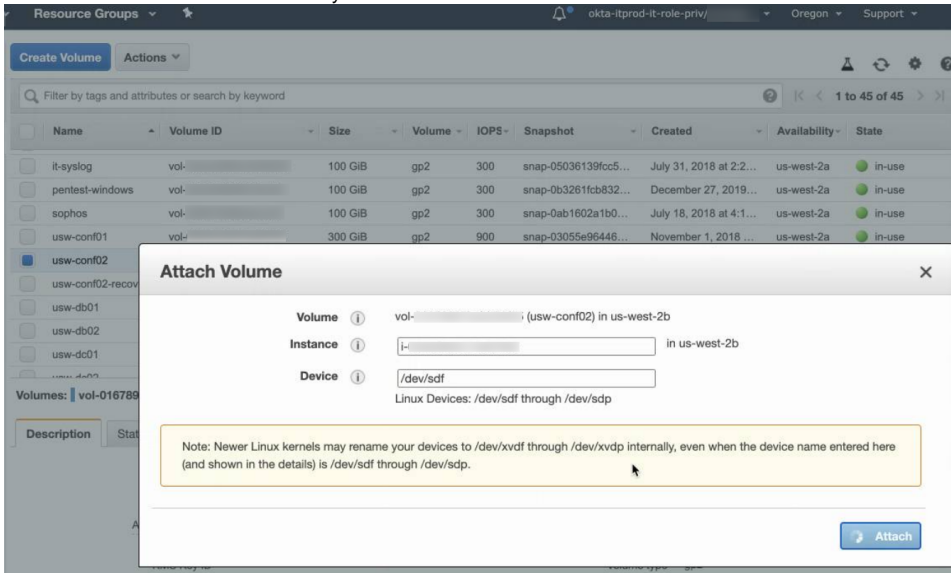 Resource Groups
okta-itprod-it-role-priv/
Oregon
Support
Create Volume
Actions
Filter by tags and attributes or search by keyword
1 to 45 of 45
Name Volume ID Size Volume IOPS Snapshot Created Availability State
it-syslog vol- 100 GiB gp2 300 snap-05036139fcc5... July 31, 2018 at 2:2... us-west-2a in-use
pentest-windows vol- 100 GiB gp2 300 snap-0b3261fcb832... December 27, 2019... us-west-2a in-use
sophos vol- 100 GiB gp2 300 snap-0ab1602a1b0... July 18, 2018 at 4:1... us-west-2a in-use
usw-conf01 vol- 300 GiB gp2 900 snap-03055e96446... November 1, 2018 ... us-west-2a in-use
usw-conf02
usw-conf02-recov
usw-db01
usw-db02
usw-dc01
Volumes: vol-016789
Description Stat
Attach Volume
Volume vol- (usw-conf02) in us-west-2b
Instance i- in us-west-2b
Device /dev/sdf
Linux Devices: /dev/sdf through /dev/sdp
Note: Newer Linux kernels may rename your devices to /dev/xvdf through /dev/xvdp internally, even when the device name entered here
(and shown in the details) is /dev/sdf through /dev/sdp.
Attach